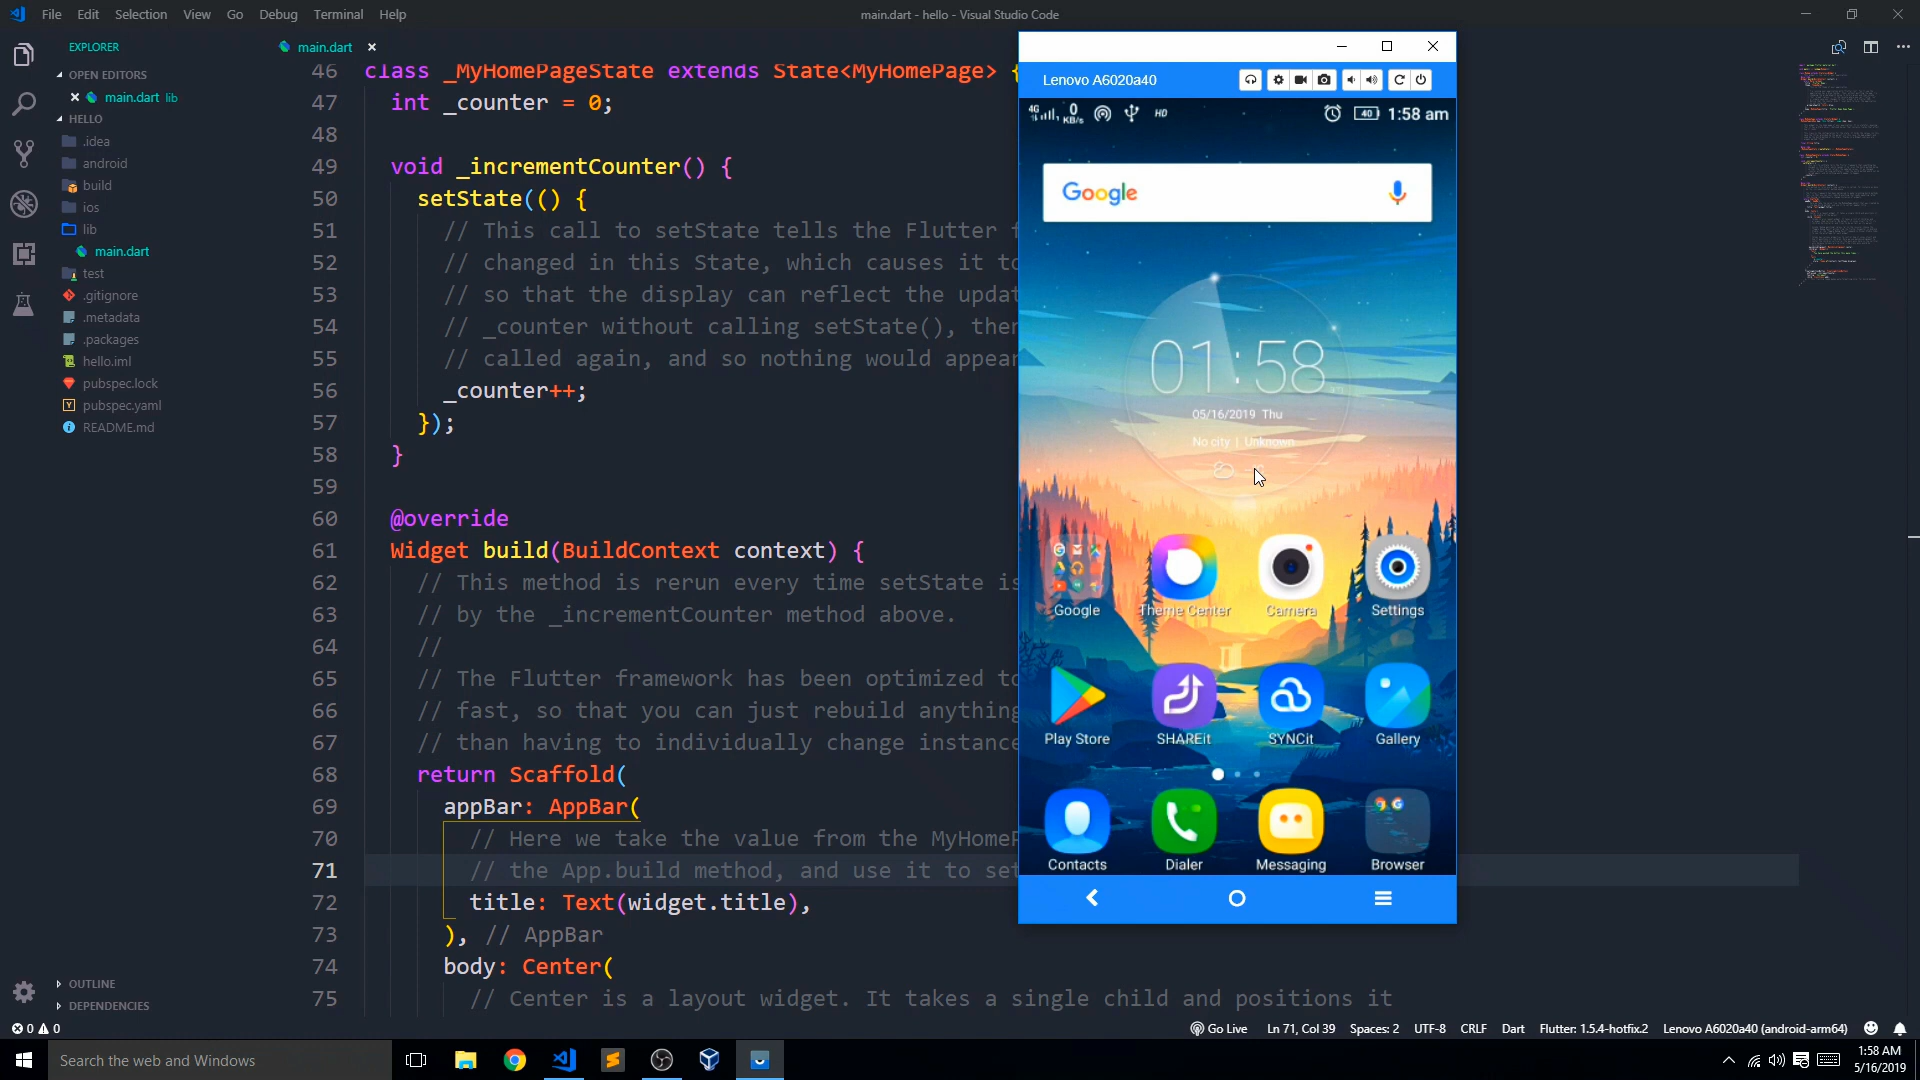 File Edit Selection View Go Debug Terminal Help
main.dart - hello - Visual Studio Code
EXPLORER
OPEN EDITORS
main.dart lib
HELLO
.idea
android
build
ios
lib
main.dart
test
.gitignore
.metadata
.packages
hello.iml
pubspec.lock
pubspec.yaml
README.md
OUTLINE
DEPENDENCIES
main.dart
46 class _MyHomePageState extends State<MyHomePage> {
47 int _counter = 0;
48
49 void _incrementCounter() {
50 setState(() {
51 // This call to setState tells the Flutter f
52 // changed in this State, which causes it to
53 // so that the display can reflect the updat
54 // _counter without calling setState(), then
55 // called again, and so nothing would appear
56 _counter++;
57 });
58 }
59
60 @override
61 Widget build(BuildContext context) {
62 // This method is rerun every time setState is
63 // by the _incrementCounter method above.
64 //
65 // The Flutter framework has been optimized to
66 // fast, so that you can just rebuild anything
67 // than having to individually change instance
68 return Scaffold(
69 appBar: AppBar(
70 // Here we take the value from the MyHomeP
71 // the App.build method, and use it to set
72 title: Text(widget.title),
73 ), // AppBar
74 body: Center(
75 // Center is a layout widget. It takes a single child and positions it
Lenovo A6020a40
4G 0 KB/s HD 40 1:58 am
Google
01:58
05/16/2019 Thu
No city | Unknown
Google Theme Center Camera Settings
Play Store SHAREit SYNCit Gallery
Contacts Dialer Messaging Browser
0 0
Go Live Ln 71, Col 39 Spaces: 2 UTF-8 CRLF Dart Flutter: 1.5.4-hotfix.2 Lenovo A6020a40 (android-arm64)
Search the web and Windows
1:58 AM
5/16/2019